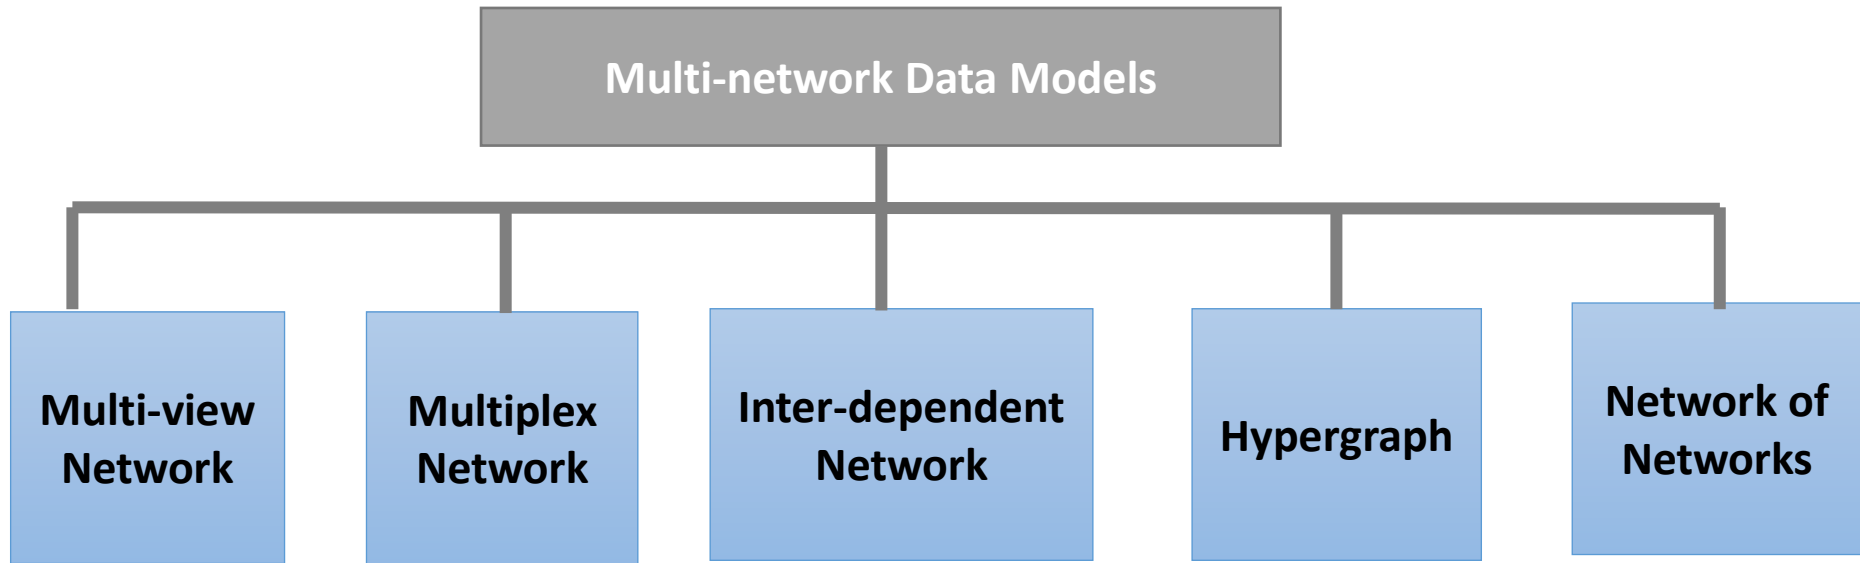 Multi-network Data Models
Multi-view
Network
Multiplex
Network
Inter-dependent
Network
Hypergraph
Network of
Networks